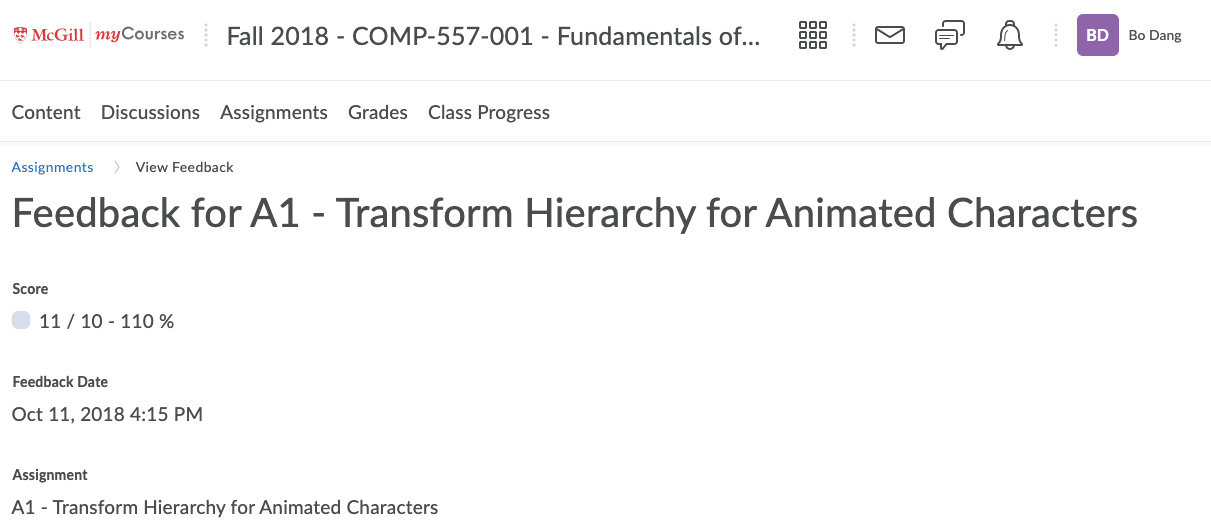 McGill myCourses Fall 2018 - COMP-557-001 - Fundamentals of... BD Bo Dang
Content Discussions Assignments Grades Class Progress
Assignments View Feedback
Feedback for A1 - Transform Hierarchy for Animated Characters
Score
11 / 10 - 110 %
Feedback Date
Oct 11, 2018 4:15 PM
Assignment
A1 - Transform Hierarchy for Animated Characters